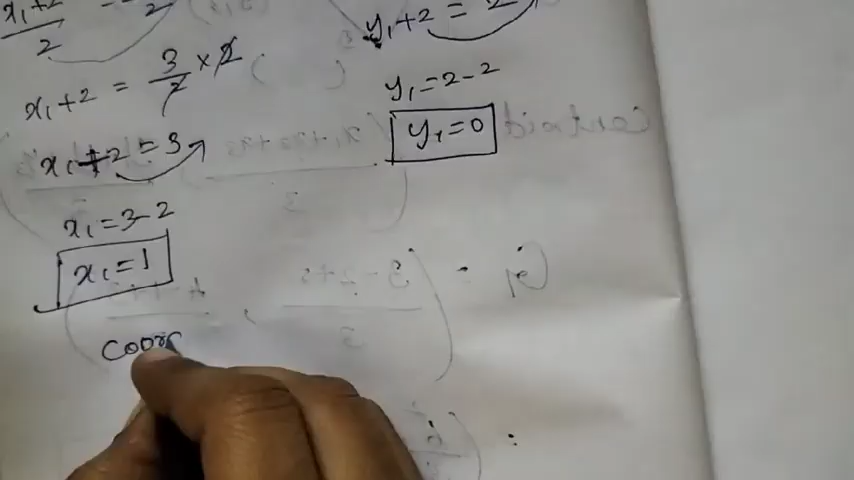 x₁+2 / 2
x₁+2 = 3/2 × 2
x₁+2 = 3
x₁ = 3-2
x₁ = 1
coor
y₁+2 = 2
y₁ = 2-2
y₁ = 0